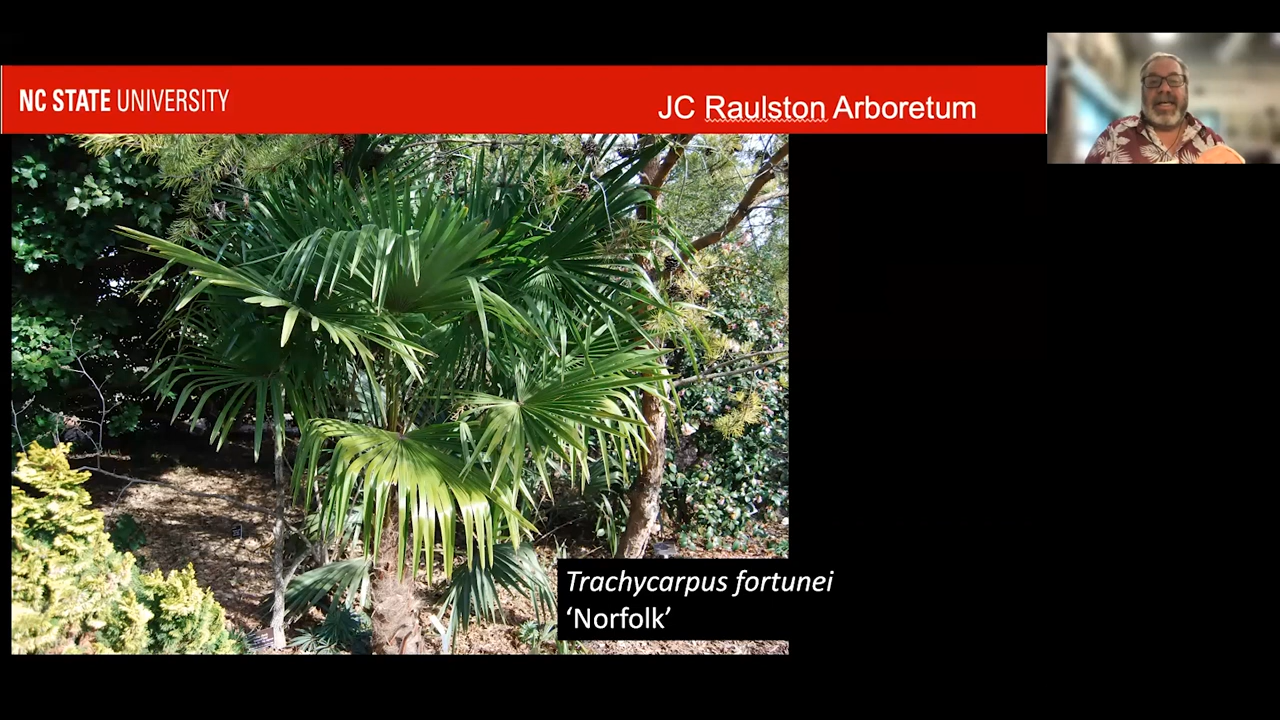 NC STATE UNIVERSITY
JC Raulston Arboretum
Trachycarpus fortunei
‘Norfolk’